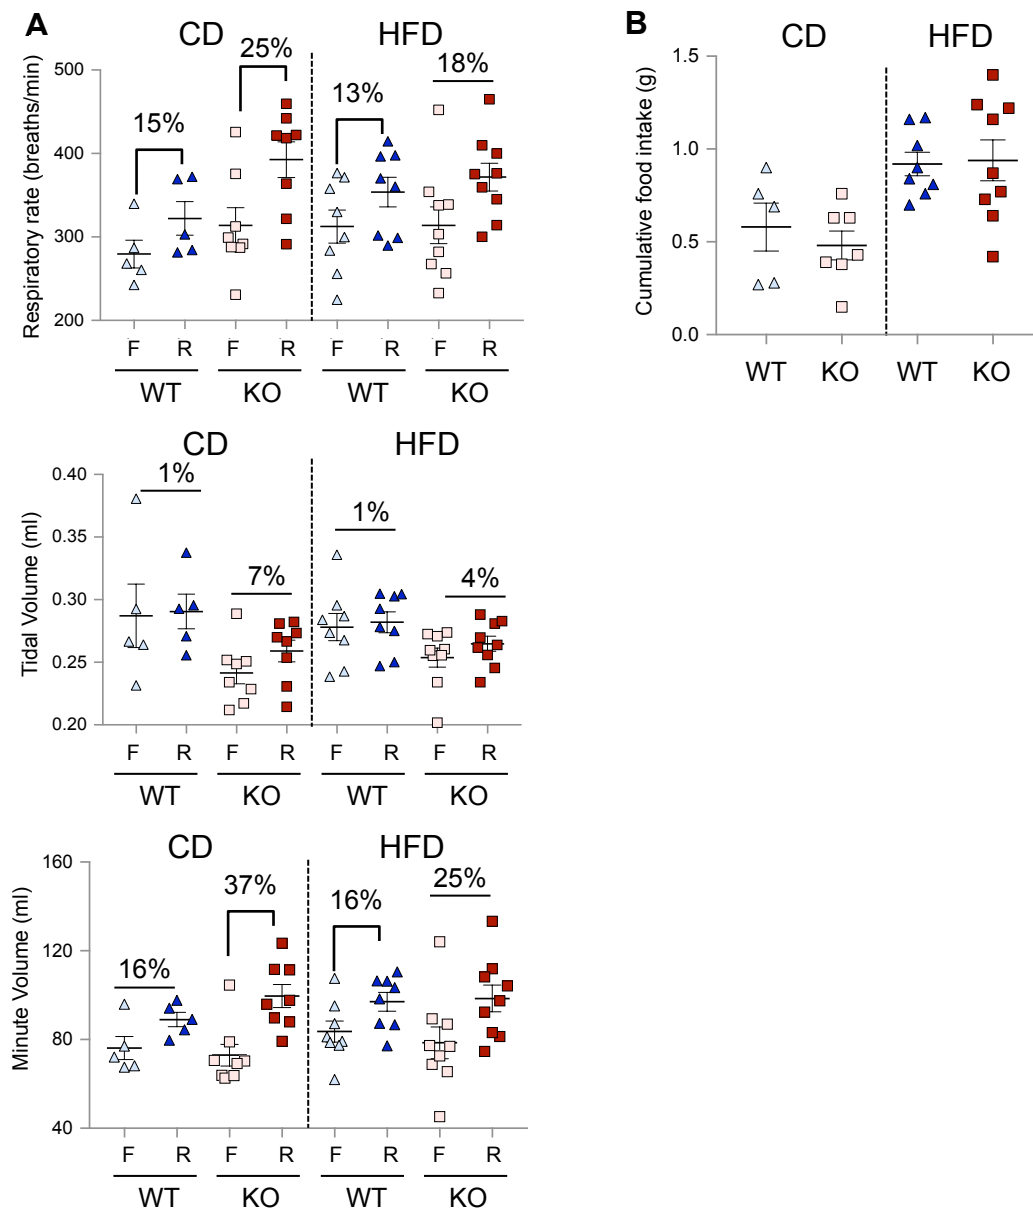 A
CD
HFD
25%
18%
15%
13%
Respiratory rate (breaths/min)
500
400
300
200
F R F R F R F R
WT KO WT KO
B
CD
HFD
Cumulative food intake (g)
1.5
1.0
0.5
0.0
WT KO WT KO
CD
HFD
1%
7%
1%
4%
Tidal Volume (ml)
0.40
0.35
0.30
0.25
0.20
F R F R F R F R
WT KO WT KO
CD
HFD
16%
37%
16%
25%
Minute Volume (ml)
160
120
80
40
F R F R F R F R
WT KO WT KO